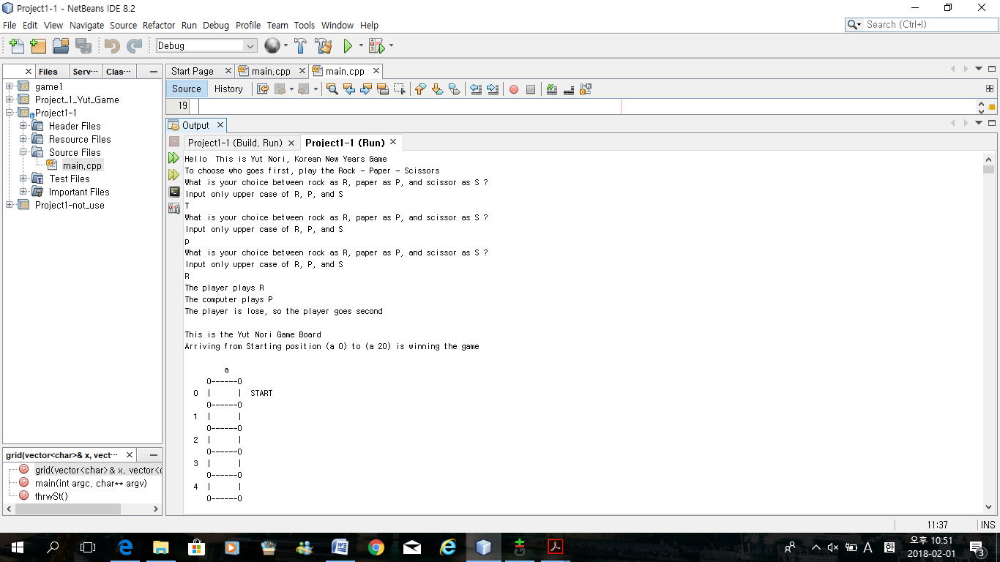 Project1-1 - NetBeans IDE 8.2
File Edit View Navigate Source Refactor Run Debug Profile Team Tools Window Help
Search (Ctrl+I)
Debug
Files Serv··· Clas···
game1
Project_1_Yut_Game
Project1-1
Header Files
Resource Files
Source Files
main.cpp
Test Files
Important Files
Project1-not_use
grid(vector<char>& x, vect···
grid(vector<char>& x, vector<c
main(int argc, char** argv)
thrwSt()
Start Page main.cpp main.cpp
Source History
19
Output
Project1-1 (Build, Run) Project1-1 (Run)
Hello  This is Yut Nori, Korean New Years Game
To choose who goes first, play the Rock - Paper - Scissors
What is your choice between rock as R, paper as P, and scissor as S ?
Input only upper case of R, P, and S
T
What is your choice between rock as R, paper as P, and scissor as S ?
Input only upper case of R, P, and S
p
What is your choice between rock as R, paper as P, and scissor as S ?
Input only upper case of R, P, and S
R
The player plays R
The computer plays P
The player is lose, so the player goes second
This is the Yut Nori Game Board
Arriving from Starting position (a 0) to (a 20) is winning the game
a
0------0
0 |      | START
0------0
1 |      |
0------0
2 |      |
0------0
3 |      |
0------0
4 |      |
0------0
11:37 INS
A 한 오후 10:51
2018-02-01
3